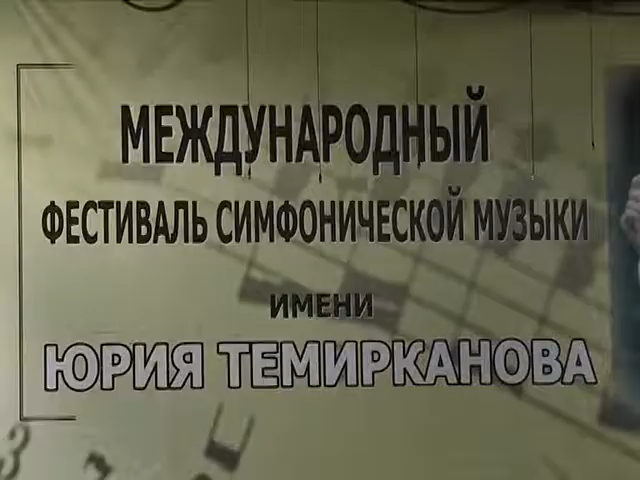 МЕЖДУНАРОДНЫЙ
ФЕСТИВАЛЬ СИМФОНИЧЕСКОЙ МУЗЫКИ
ИМЕНИ
ЮРИЯ ТЕМИРКАНОВА